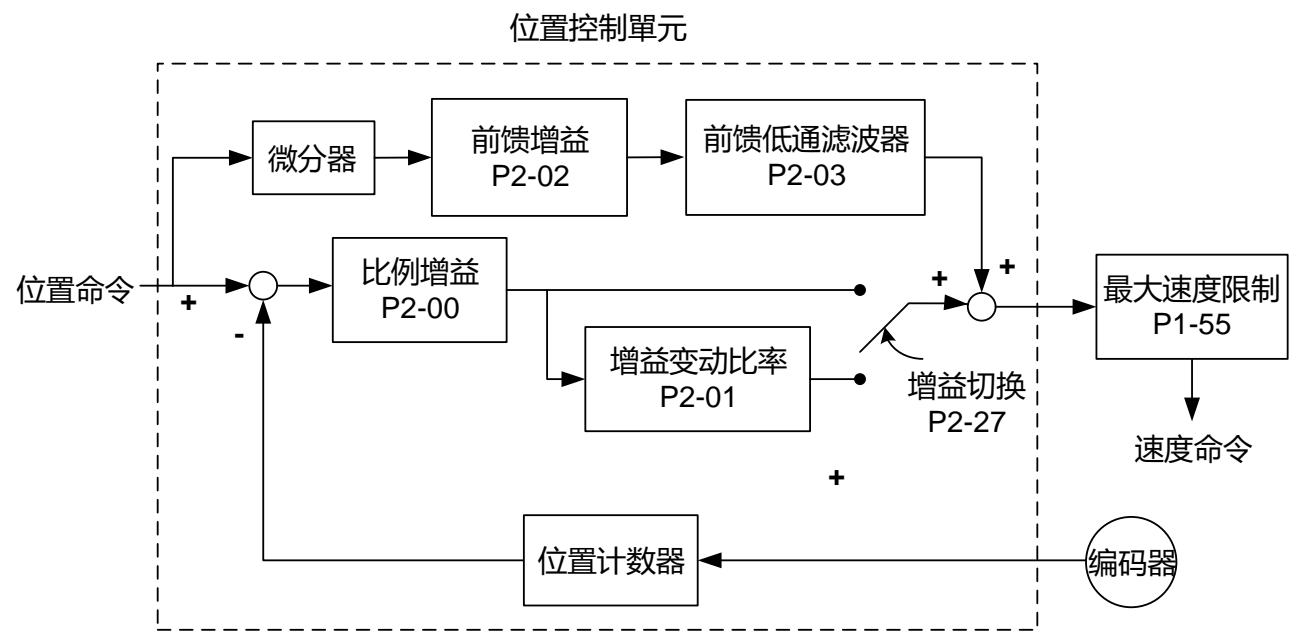 位置控制單元
微分器
前馈增益
P2-02
前馈低通滤波器
P2-03
位置命令
+
-
比例增益
P2-00
增益变动比率
P2-01
+
+
增益切换
P2-27
最大速度限制
P1-55
速度命令
+
位置计数器
编码器